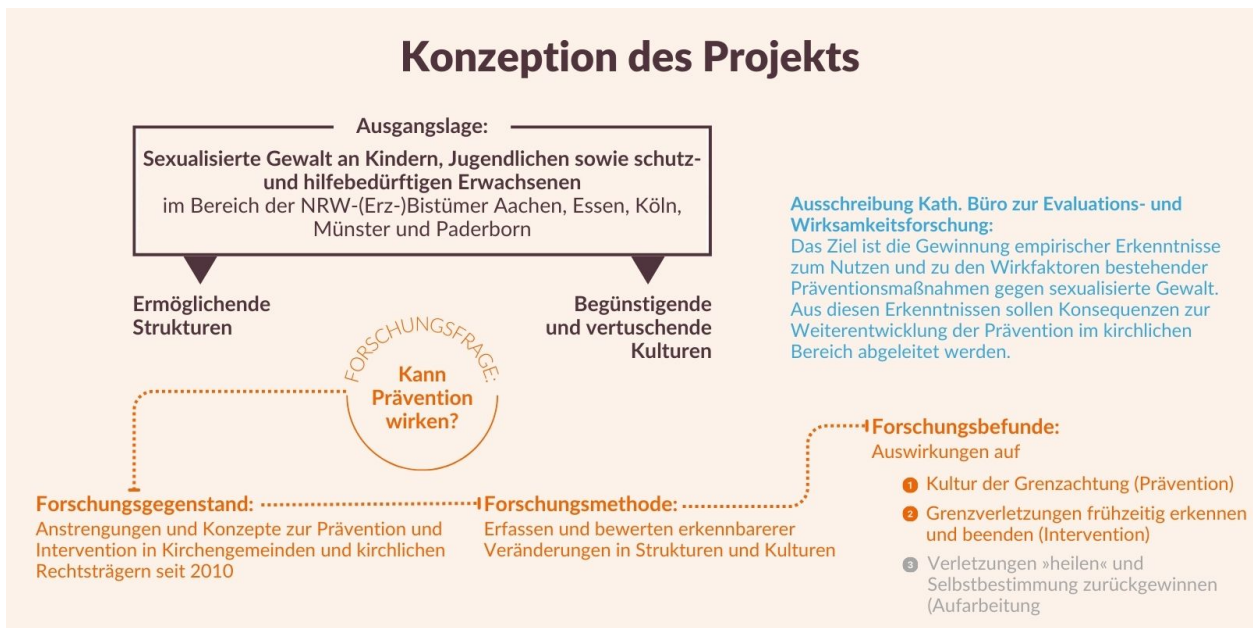 Konzeption des Projekts
Ausgangslage:
Sexualisierte Gewalt an Kindern, Jugendlichen sowie schutz-
und hilfebedürftigen Erwachsenen
im Bereich der NRW-(Erz-)Bistümer Aachen, Essen, Köln,
Münster und Paderborn
Ermöglichende
Strukturen
Begünstigende
und vertuschende
Kulturen
Ausschreibung Kath. Büro zur Evaluations- und
Wirksamkeitsforschung:
Das Ziel ist die Gewinnung empirischer Erkenntnisse
zum Nutzen und zu den Wirkfaktoren bestehender
Präventionsmaßnahmen gegen sexualisierte Gewalt.
Aus diesen Erkenntnissen sollen Konsequenzen zur
Weiterentwicklung der Prävention im kirchlichen
Bereich abgeleitet werden.
FORSCHUNGSFRAGE:
Kann
Prävention
wirken?
Forschungsgegenstand:
Anstrengungen und Konzepte zur Prävention und
Intervention in Kirchengemeinden und kirchlichen
Rechtsträgern seit 2010
Forschungsmethode:
Erfassen und bewerten erkennbarerer
Veränderungen in Strukturen und Kulturen
Forschungsbefunde:
Auswirkungen auf
1 Kultur der Grenzachtung (Prävention)
2 Grenzverletzungen frühzeitig erkennen
und beenden (Intervention)
3 Verletzungen »heilen« und
Selbstbestimmung zurückgewinnen
(Aufarbeitung